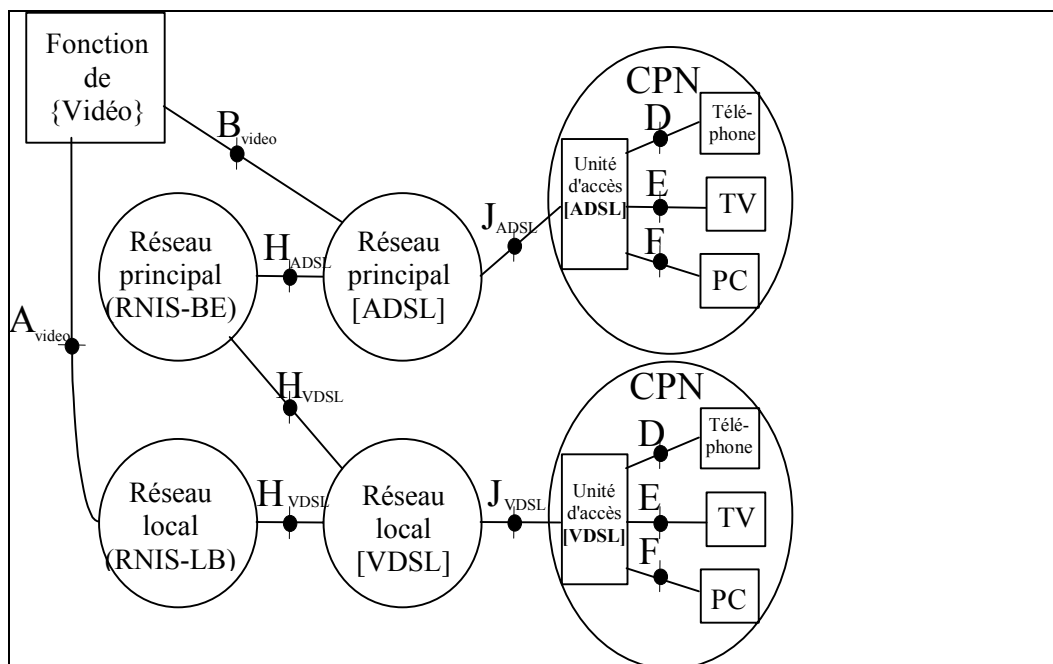 Fonction
de
{Vidéo}
B video
A video
Réseau
principal
(RNIS-BE)
H ADSL
Réseau
principal
[ADSL]
J ADSL
CPN
Unité
d'accès
[ADSL]
D
E
F
Télé-
phone
TV
PC
H VDSL
Réseau
local
(RNIS-LB)
H VDSL
Réseau
local
[VDSL]
J VDSL
CPN
Unité
d'accès
[VDSL]
D
E
F
Télé-
phone
TV
PC